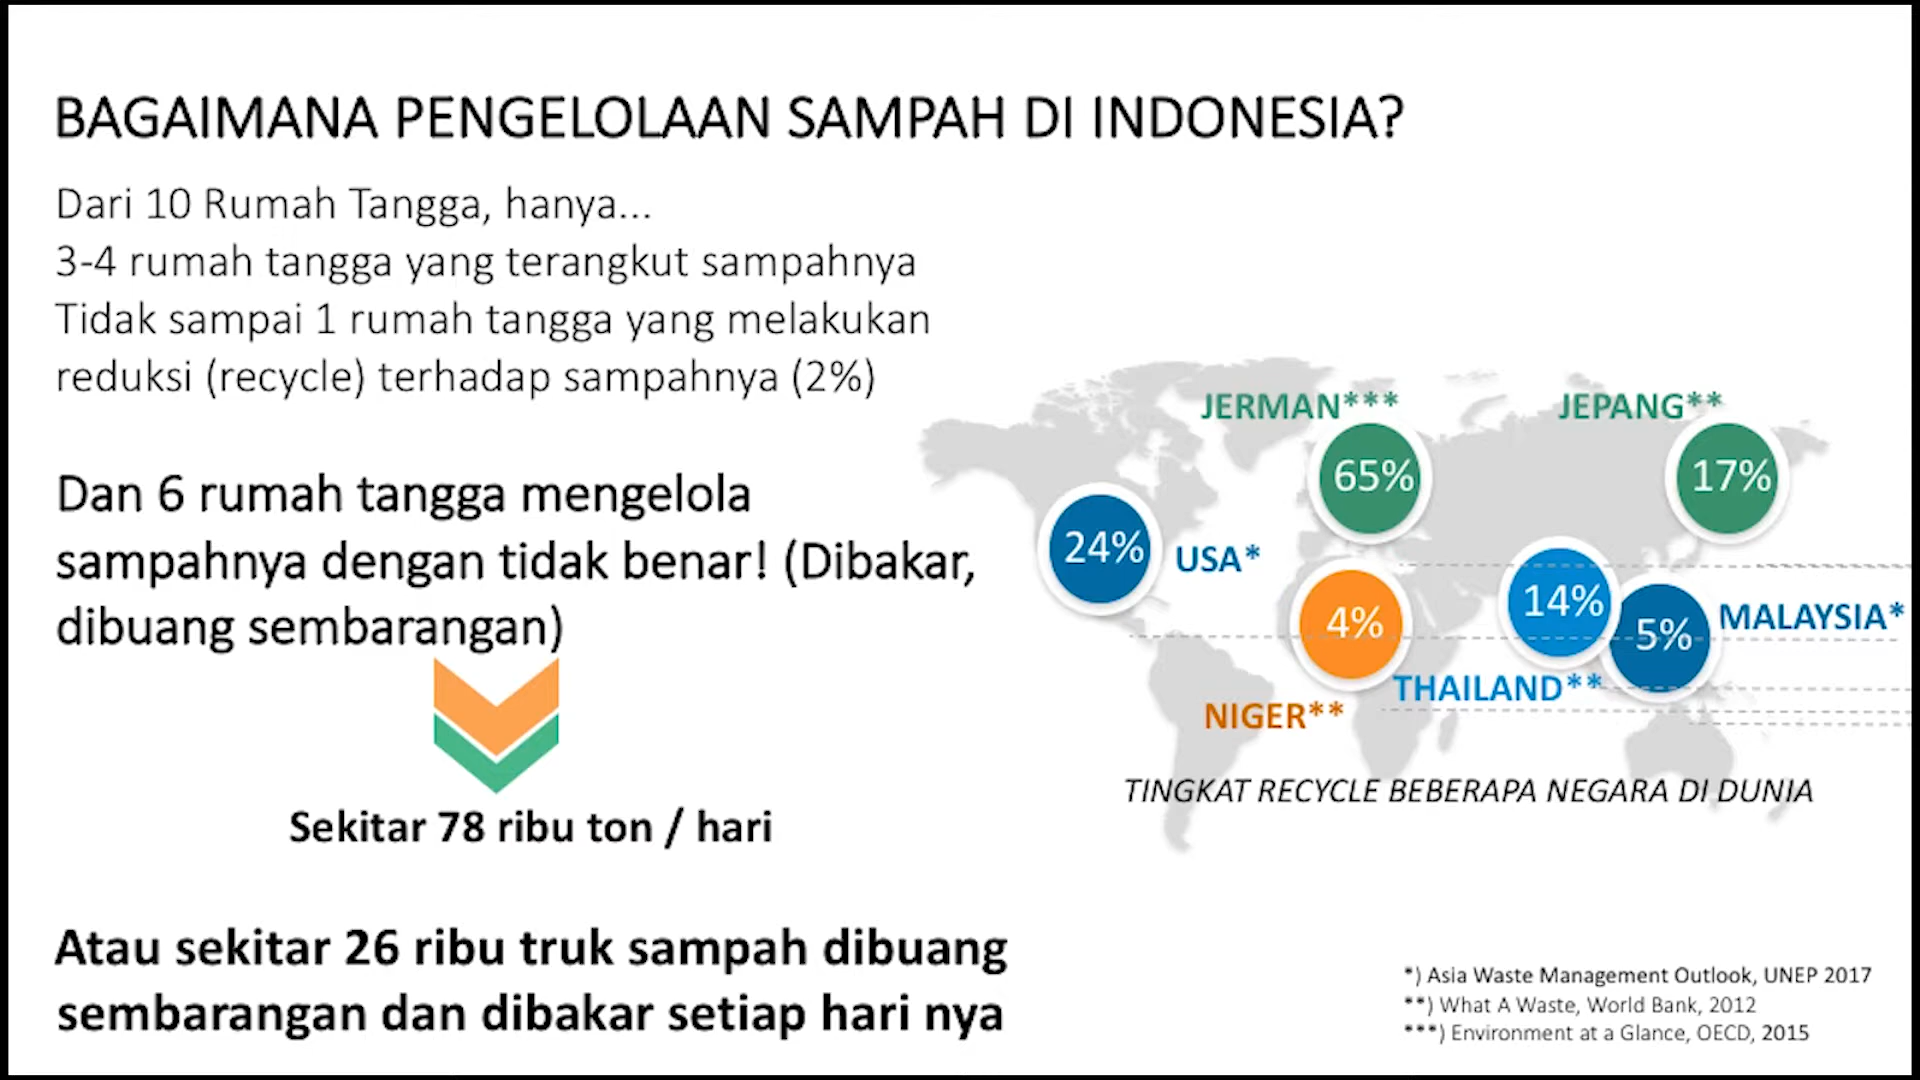 BAGAIMANA PENGELOLAAN SAMPAH DI INDONESIA?
Dari 10 Rumah Tangga, hanya...
3-4 rumah tangga yang terangkut sampahnya
Tidak sampai 1 rumah tangga yang melakukan
reduksi (recycle) terhadap sampahnya (2%)
Dan 6 rumah tangga mengelola
sampahnya dengan tidak benar! (Dibakar,
dibuang sembarangan)
Sekitar 78 ribu ton / hari
Atau sekitar 26 ribu truk sampah dibuang
sembarangan dan dibakar setiap hari nya
JERMAN***
65%
JEPANG**
17%
24%
USA*
4%
NIGER**
14%
THAILAND**
5%
MALAYSIA*
TINGKAT RECYCLE BEBERAPA NEGARA DI DUNIA
*) Asia Waste Management Outlook, UNEP 2017
**) What A Waste, World Bank, 2012
***) Environment at a Glance, OECD, 2015